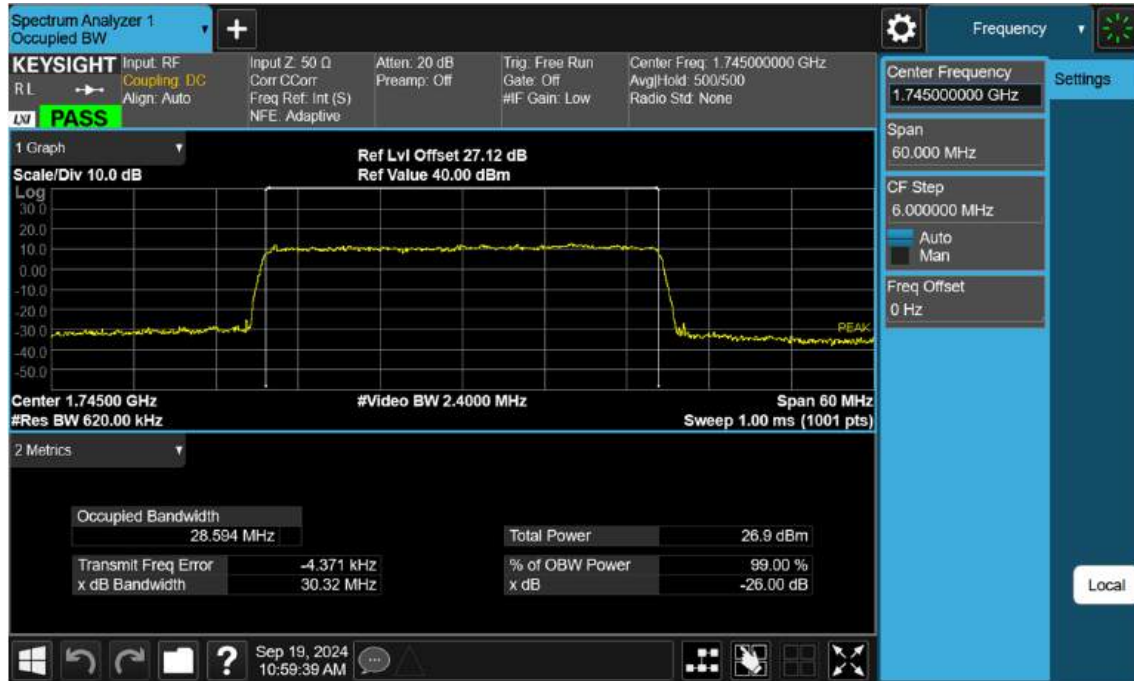 Spectrum Analyzer 1
Occupied BW
+
Frequency
KEYSIGHT
RL
LXI PASS
Input: RF
Coupling: DC
Align: Auto
Input Z: 50 Ω
Corr CCorr
Freq Ref: Int (S)
NFE: Adaptive
Atten: 20 dB
Preamp: Off
Trig: Free Run
Gate: Off
#IF Gain: Low
Center Freq: 1.745000000 GHz
Avg|Hold: 500/500
Radio Std: None
Center Frequency
1.745000000 GHz
Settings
Span
60.000 MHz
CF Step
6.000000 MHz
Auto
Man
Freq Offset
0 Hz
Local
1 Graph
Scale/Div 10.0 dB
Ref Lvl Offset 27.12 dB
Ref Value 40.00 dBm
Log
30.0
20.0
10.0
0.00
-10.0
-20.0
-30.0
-40.0
-50.0
PEAK
Center 1.74500 GHz
#Video BW 2.4000 MHz
Span 60 MHz
#Res BW 620.00 kHz
Sweep 1.00 ms (1001 pts)
2 Metrics
Occupied Bandwidth
28.594 MHz
Total Power 26.9 dBm
Transmit Freq Error -4.371 kHz
% of OBW Power 99.00 %
x dB Bandwidth 30.32 MHz
x dB -26.00 dB
?
Sep 19, 2024
10:59:39 AM